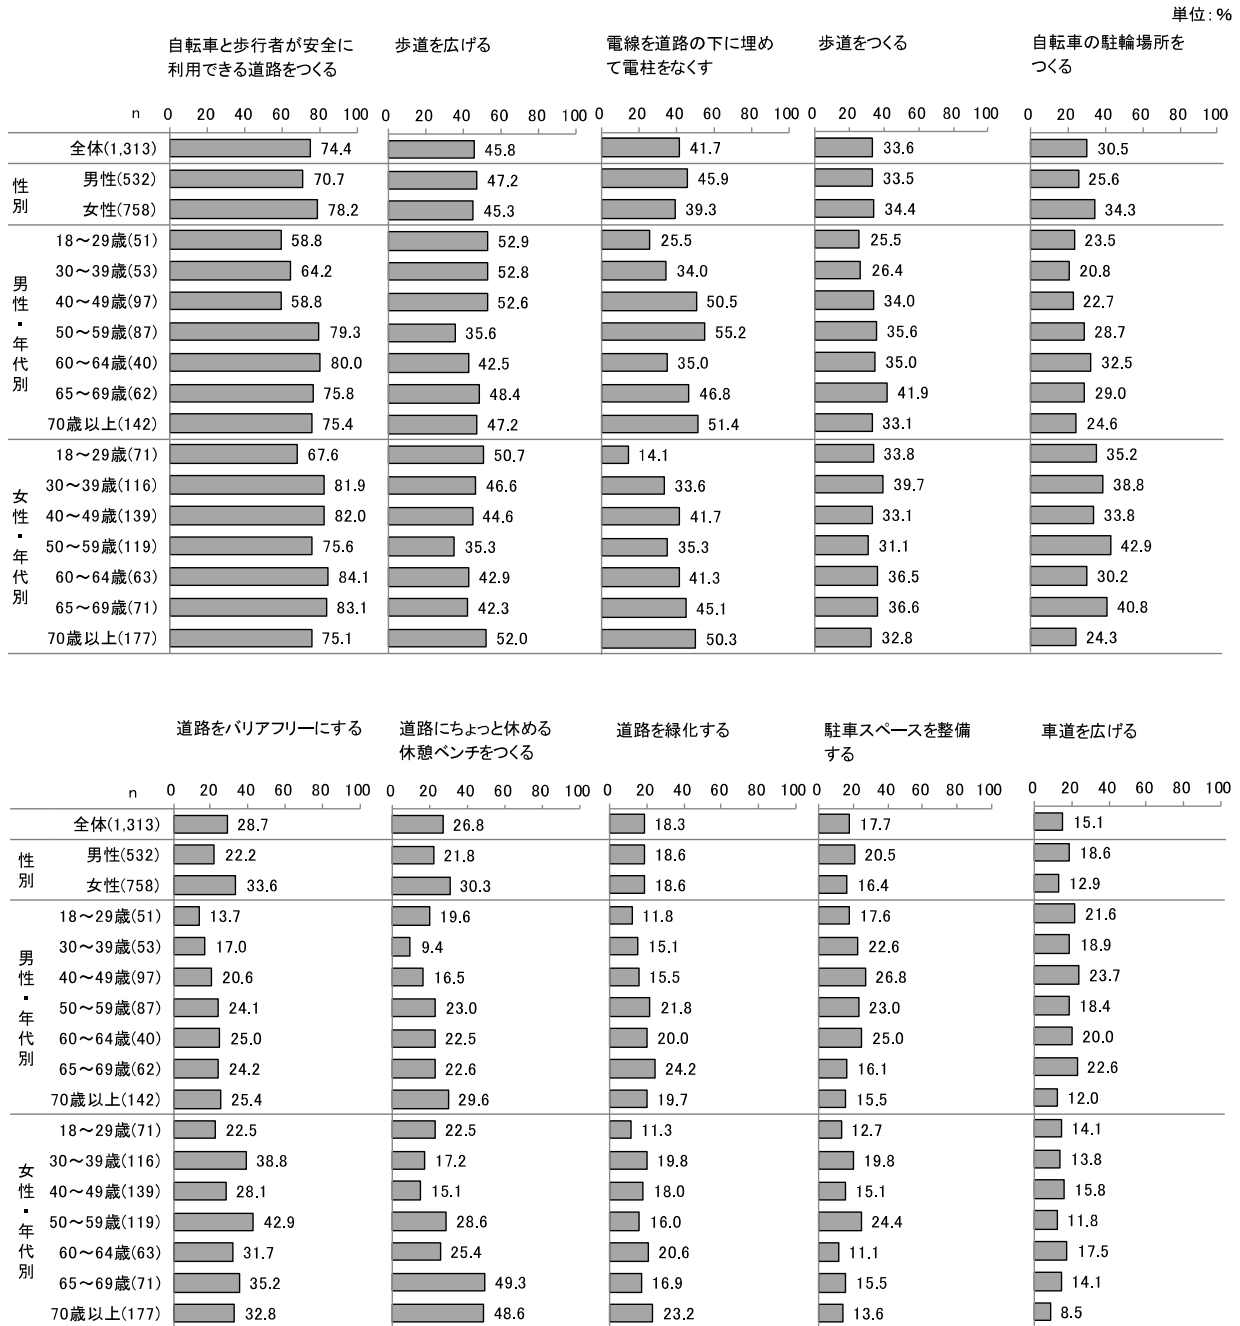 単位：%
自転車と歩行者が安全に
利用できる道路をつくる
歩道を広げる
電線を道路の下に埋め
て電柱をなくす
歩道をつくる
自転車の駐輪場所を
つくる
n 0 20 40 60 80 100 0 20 40 60 80 100 0 20 40 60 80 100 0 20 40 60 80 100 0 20 40 60 80 100
全体(1,313) 74.4 45.8 41.7 33.6 30.5
性別
男性(532) 70.7 47.2 45.9 33.5 25.6
女性(758) 78.2 45.3 39.3 34.4 34.3
男性・年代別
18～29歳(51) 58.8 52.9 25.5 25.5 23.5
30～39歳(53) 64.2 52.8 34.0 26.4 20.8
40～49歳(97) 58.8 52.6 50.5 34.0 22.7
50～59歳(87) 79.3 35.6 55.2 35.6 28.7
60～64歳(40) 80.0 42.5 35.0 35.0 32.5
65～69歳(62) 75.8 48.4 46.8 41.9 29.0
70歳以上(142) 75.4 47.2 51.4 33.1 24.6
女性・年代別
18～29歳(71) 67.6 50.7 14.1 33.8 35.2
30～39歳(116) 81.9 46.6 33.6 39.7 38.8
40～49歳(139) 82.0 44.6 41.7 33.1 33.8
50～59歳(119) 75.6 35.3 35.3 31.1 42.9
60～64歳(63) 84.1 42.9 41.3 36.5 30.2
65～69歳(71) 83.1 42.3 45.1 36.6 40.8
70歳以上(177) 75.1 52.0 50.3 32.8 24.3
道路をバリアフリーにする
道路にちょっと休める
休憩ベンチをつくる
道路を緑化する
駐車スペースを整備
する
車道を広げる
n 0 20 40 60 80 100 0 20 40 60 80 100 0 20 40 60 80 100 0 20 40 60 80 100 0 20 40 60 80 100
全体(1,313) 28.7 26.8 18.3 17.7 15.1
性別
男性(532) 22.2 21.8 18.6 20.5 18.6
女性(758) 33.6 30.3 18.6 16.4 12.9
男性・年代別
18～29歳(51) 13.7 19.6 11.8 17.6 21.6
30～39歳(53) 17.0 9.4 15.1 22.6 18.9
40～49歳(97) 20.6 16.5 15.5 26.8 23.7
50～59歳(87) 24.1 23.0 21.8 23.0 18.4
60～64歳(40) 25.0 22.5 20.0 25.0 20.0
65～69歳(62) 24.2 22.6 24.2 16.1 22.6
70歳以上(142) 25.4 29.6 19.7 15.5 12.0
女性・年代別
18～29歳(71) 22.5 22.5 11.3 12.7 14.1
30～39歳(116) 38.8 17.2 19.8 19.8 13.8
40～49歳(139) 28.1 15.1 18.0 15.1 15.8
50～59歳(119) 42.9 28.6 16.0 24.4 11.8
60～64歳(63) 31.7 25.4 20.6 11.1 17.5
65～69歳(71) 35.2 49.3 16.9 15.5 14.1
70歳以上(177) 32.8 48.6 23.2 13.6 8.5